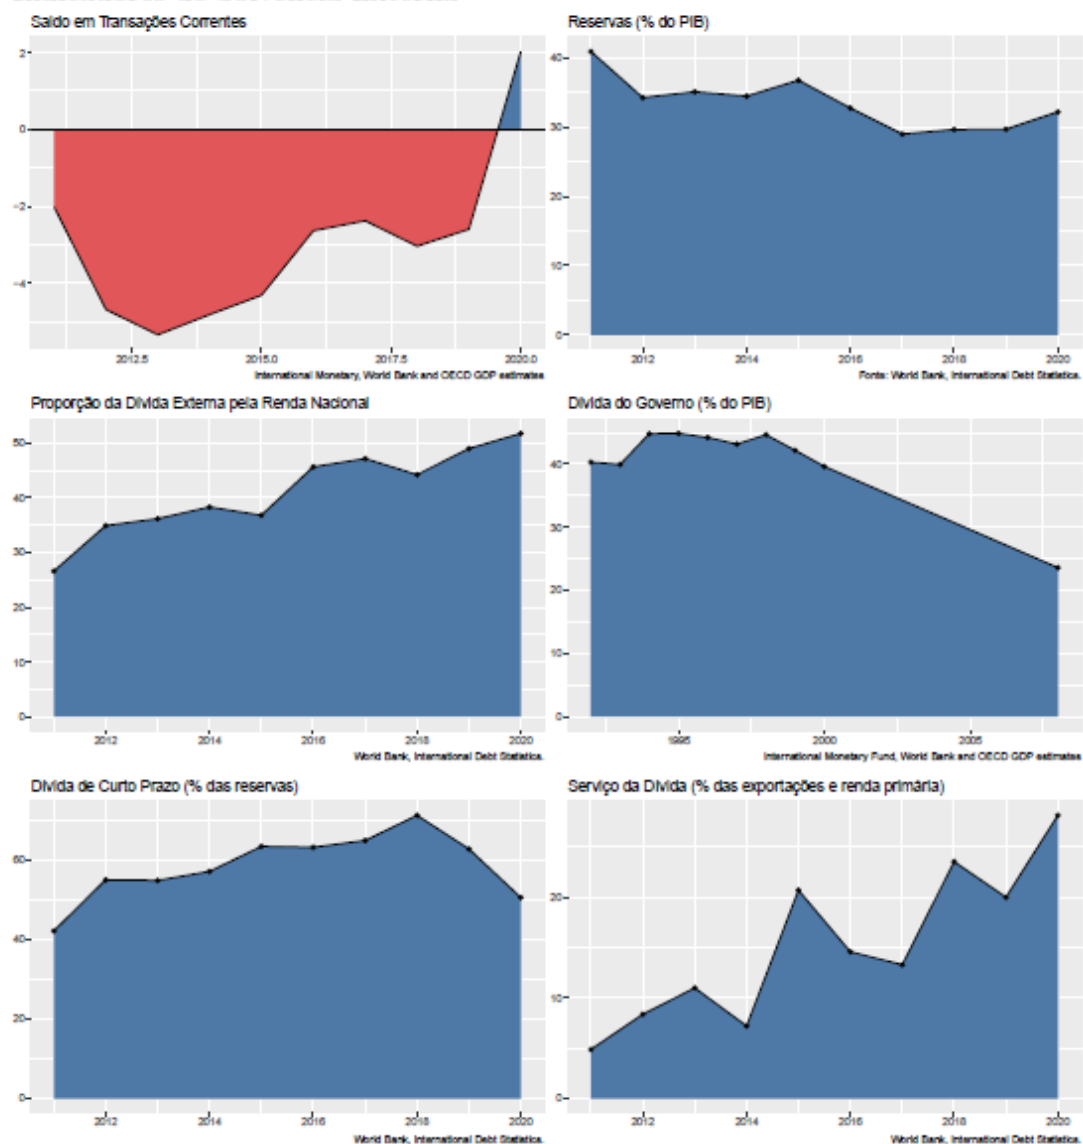 Saldo em Transações Correntes
2
0
-2
-4
2012.5 2015.0 2017.5 2020.0
International Monetary, World Bank and OECD GDP estimates
Reservas (% do PIB)
40
30
20
10
0
2012 2014 2016 2018 2020
Fonts: World Bank, International Debt Statistics.
Proporção da Dívida Externa pela Renda Nacional
50
40
30
20
10
0
2012 2014 2016 2018 2020
World Bank, International Debt Statistics.
Dívida do Governo (% do PIB)
40
30
20
10
0
1995 2000 2005
International Monetary Fund, World Bank and OECD GDP estimates
Dívida de Curto Prazo (% das reservas)
60
40
20
0
2012 2014 2016 2018 2020
World Bank, International Debt Statistics.
Serviço da Dívida (% das exportações e renda primária)
20
10
0
2012 2014 2016 2018 2020
World Bank, International Debt Statistics.